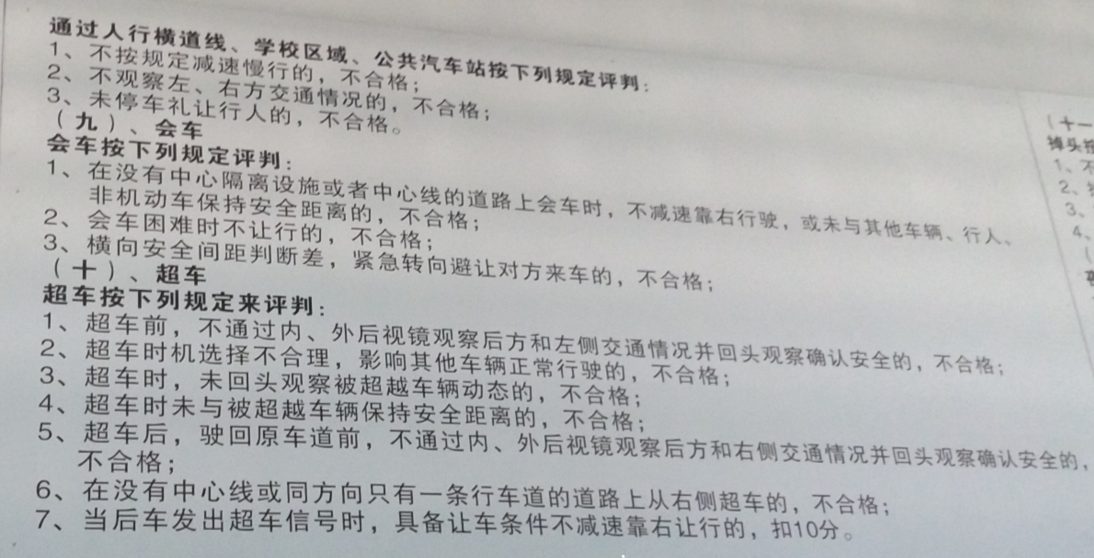 通过人行横道线、学校区域、公共汽车站按下列规定评判：
1、不按规定减速慢行的，不合格；
2、不观察左、右方交通情况的，不合格；
3、未停车礼让行人的，不合格。
（九）、会车
会车按下列规定评判：
1、在没有中心隔离设施或者中心线的道路上会车时，不减速靠右行驶，或未与其他车辆、行人、
非机动车保持安全距离的，不合格；
2、会车困难时不让行的，不合格；
3、横向安全间距判断差，紧急转向避让对方来车的，不合格；
（十）、超车
超车按下列规定来评判：
1、超车前，不通过内、外后视镜观察后方和左侧交通情况并回头观察确认安全的，不合格；
2、超车时机选择不合理，影响其他车辆正常行驶的，不合格；
3、超车时，未回头观察被超越车辆动态的，不合格；
4、超车时未与被超越车辆保持安全距离的，不合格；
5、超车后，驶回原车道前，不通过内、外后视镜观察后方和右侧交通情况并回头观察确认安全的，
不合格；
6、在没有中心线或同方向只有一条行车道的道路上从右侧超车的，不合格；
7、当后车发出超车信号时，具备让车条件不减速靠右让行的，扣10分。
（十一
掉头按
1、不
2、
3、
4、
（